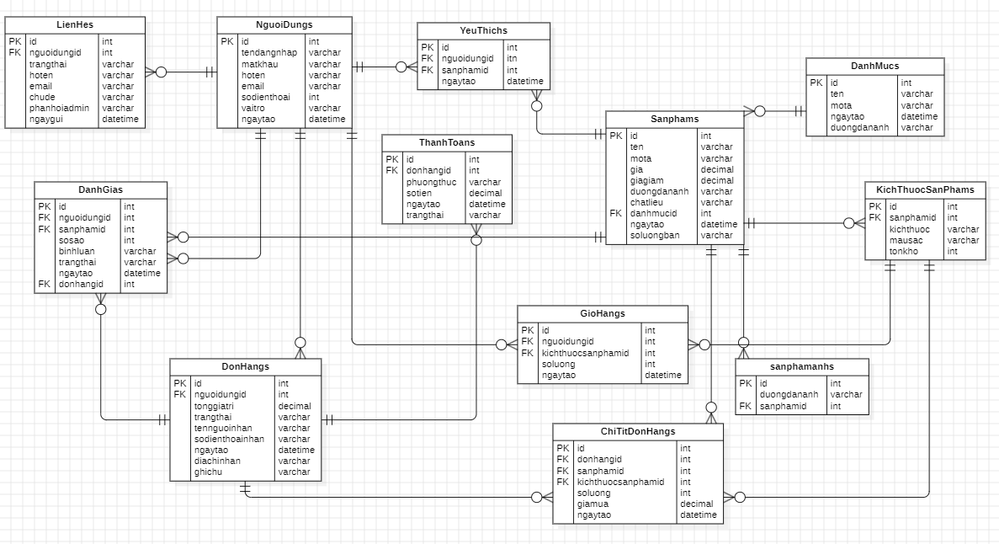 LienHes
PK id int
FK nguoidungid int
trangthai varchar
hoten varchar
email varchar
chude varchar
phanhoiadmin varchar
ngaygui datetime
NguoiDungs
PK id int
tendangnhap varchar
matkhau varchar
hoten varchar
email varchar
sodienthoai int
vaitro varchar
ngaytao datetime
YeuThichs
PK id int
FK nguoidungid itn
FK sanphamid int
ngaytao datetime
DanhMucs
PK id int
ten varchar
mota varchar
ngaytao datetime
duongdananh varchar
Sanphams
PK id int
ten varchar
mota varchar
gia decimal
giagiam decimal
duongdananh varchar
chatlieu varchar
FK danhmucid int
ngaytao datetime
soluongban varchar
ThanhToans
PK id int
FK donhangid int
phuongthuc varchar
sotien decimal
ngaytao datetime
trangthai varchar
DanhGias
PK id int
FK nguoidungid int
FK sanphamid int
sosao int
binhluan varchar
trangthai varchar
ngaytao datetime
FK donhangid int
KichThuocSanPhams
PK id int
FK sanphamid int
kichthuoc varchar
mausac varchar
tonkho int
GioHangs
PK id int
FK nguoidungid int
FK kichthuocsanphamid int
soluong int
ngaytao datetime
DonHangs
PK id int
FK nguoidungid int
tonggiatri decimal
trangthai varchar
tennguoinhan varchar
sodienthoainhan varchar
ngaytao datetime
diachinhan varchar
ghichu varchar
sanphamanhs
PK id int
duongdananh varchar
FK sanphamid int
ChiTitDonHangs
PK id int
FK donhangid int
FK sanphamid int
FK kichthuocsanphamid int
soluong int
giamua decimal
ngaytao datetime